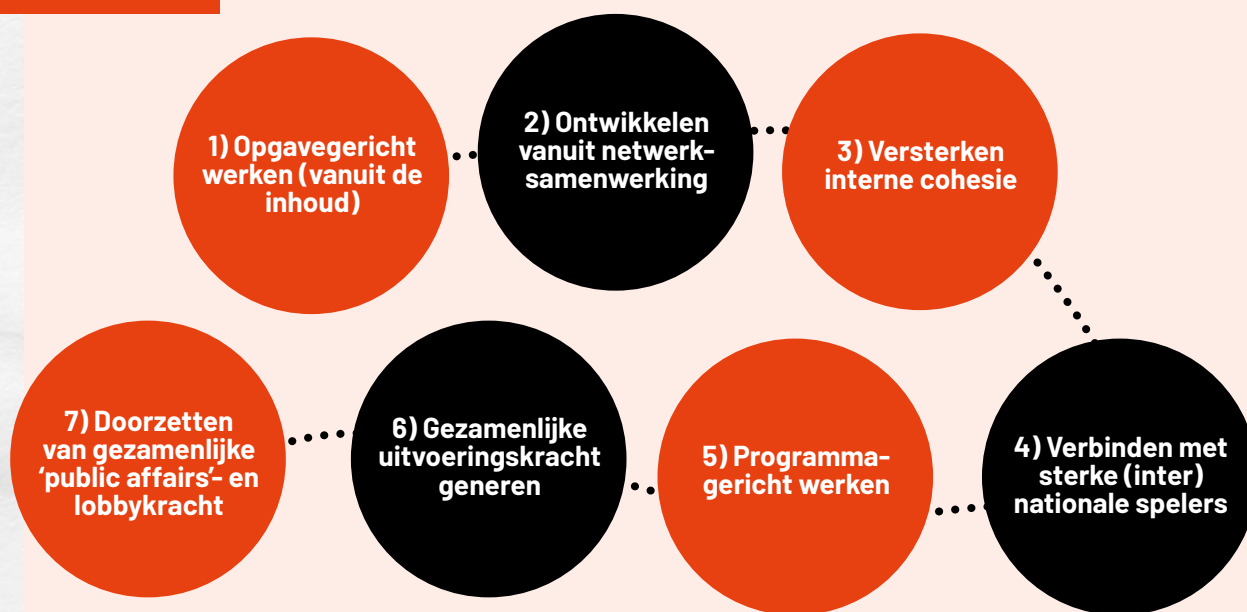 1) Opgavegericht
werken (vanuit de
inhoud)
2) Ontwikkelen
vanuit netwerk-
samenwerking
3) Versterken
interne cohesie
4) Verbinden met
sterke (inter)
nationale spelers
5) Programma-
gericht werken
6) Gezamenlijke
uitvoeringskracht
generen
7) Doorzetten
van gezamenlijke
‘public affairs’- en
lobbykracht